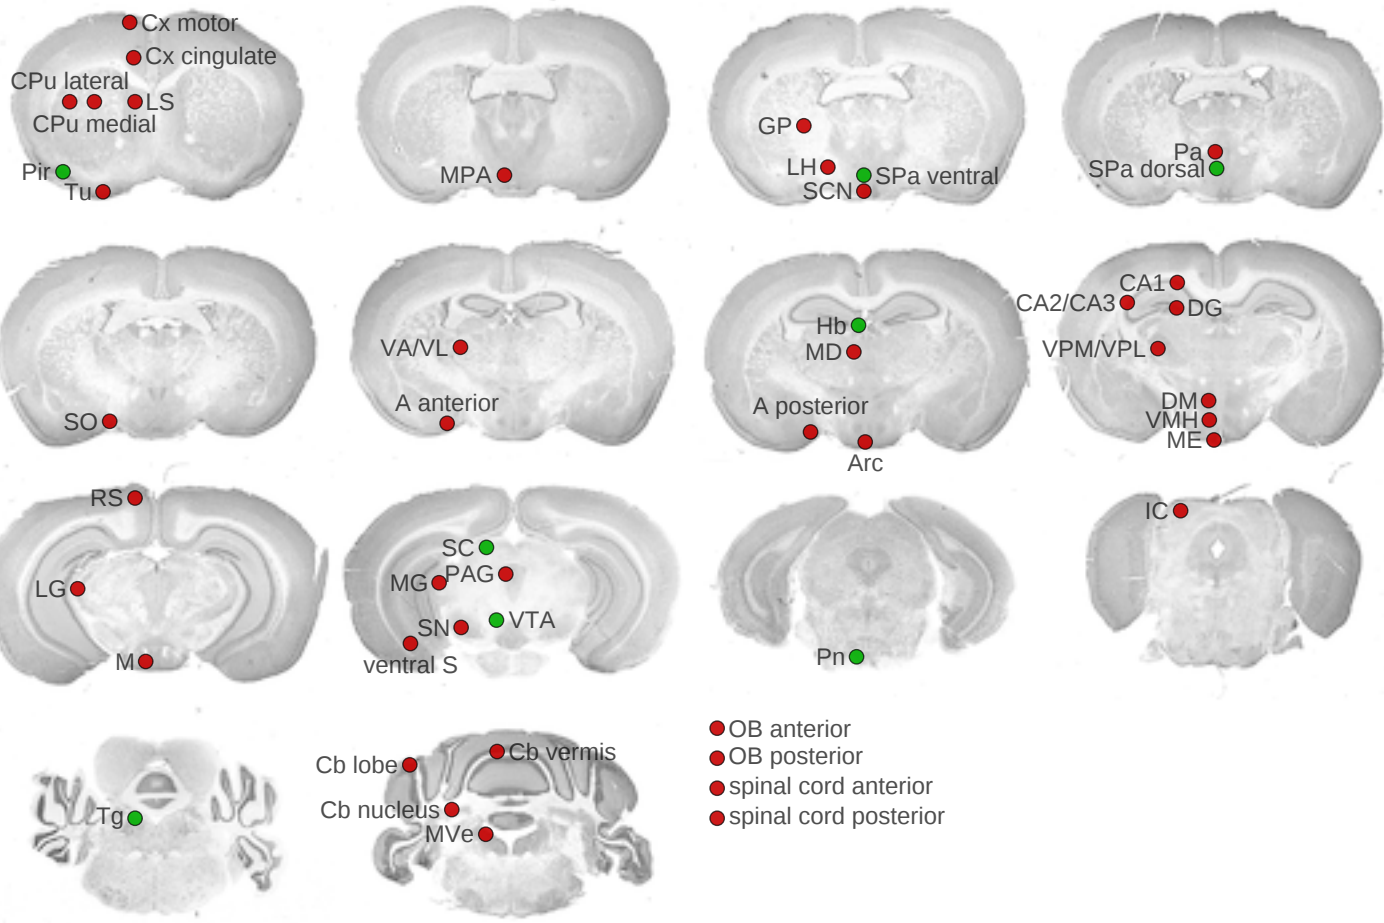 Cx motor
Cx cingulate
CPu lateral
LS
CPu medial
Pir
Tu
MPA
GP
LH
SPa ventral
SCN
Pa
SPa dorsal
SO
VA/VL
A anterior
Hb
MD
A posterior
Arc
CA1
CA2/CA3
DG
VPM/VPL
DM
VMH
ME
RS
LG
M
SC
MG PAG
SN VTA
ventral S
Pn
IC
Tg
Cb lobe Cb vermis
Cb nucleus
MVe
OB anterior
OB posterior
spinal cord anterior
spinal cord posterior